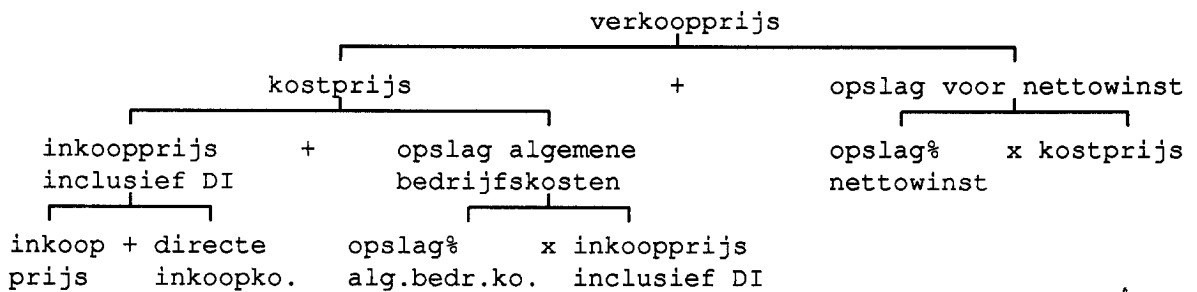 verkoopprijs
kostprijs + opslag voor nettowinst
inkoopprijs + opslag algemene opslag% x kostprijs
inclusief DI bedrijfskosten nettowinst
inkoop + directe opslag% x inkoopprijs
prijs inkoopko. alg.bedr.ko. inclusief DI